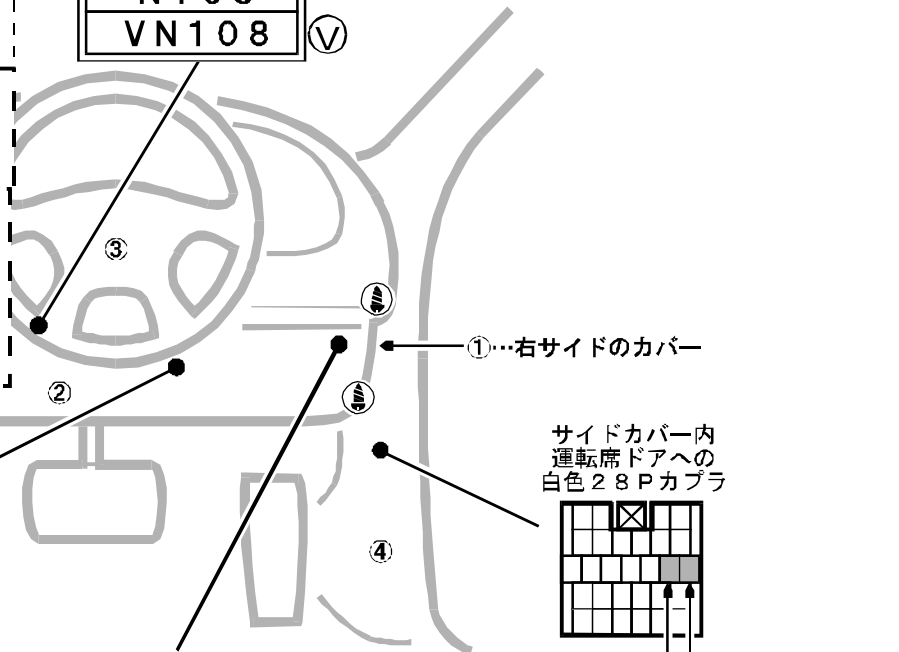 VN108
Ⓥ
③
①…右サイドのカバー
②
サイドカバー内
運転席ドアへの
白色28Pカプラ
④